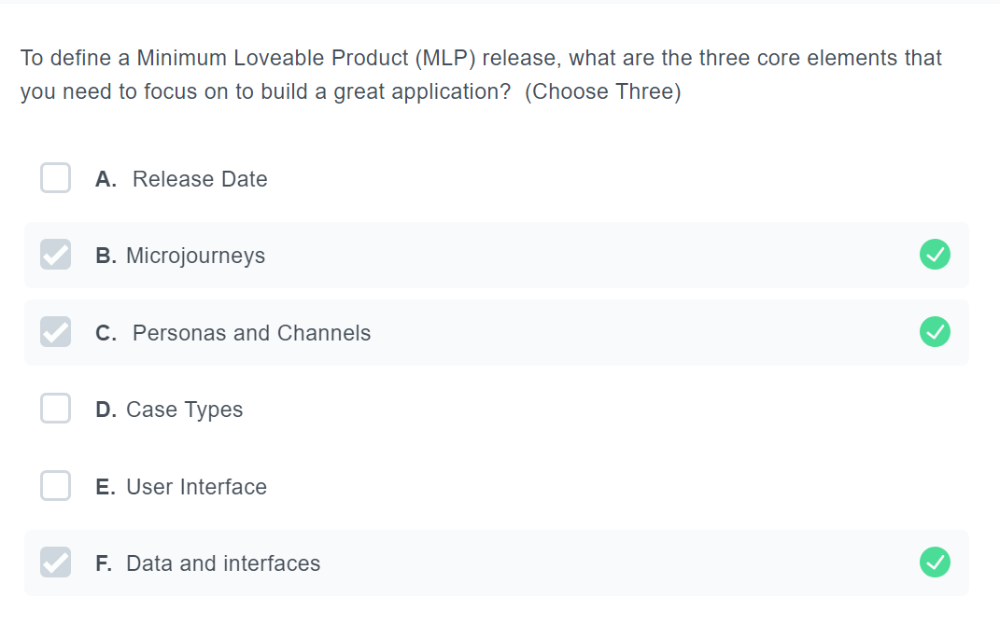 To define a Minimum Loveable Product (MLP) release, what are the three core elements that
you need to focus on to build a great application?  (Choose Three)
A. Release Date
B. Microjourneys
C. Personas and Channels
D. Case Types
E. User Interface
F. Data and interfaces